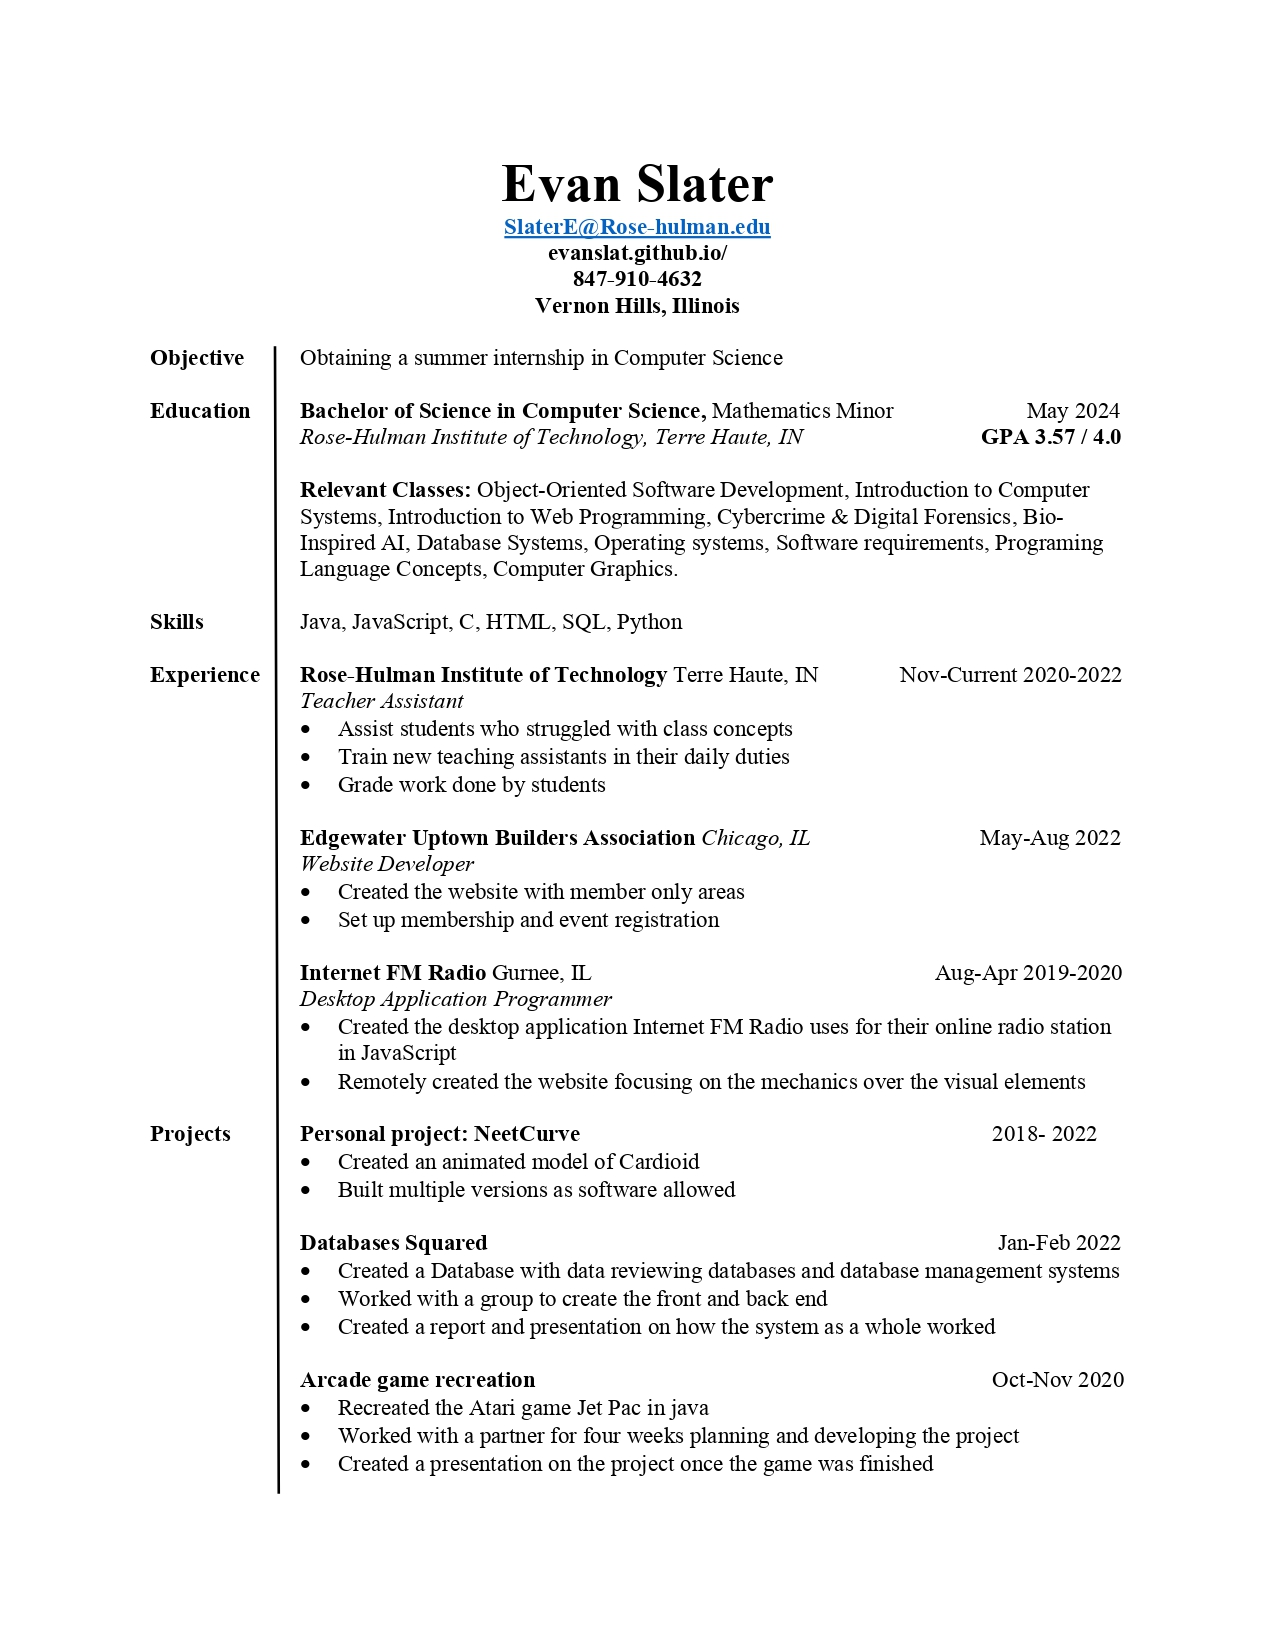 Evan Slater
SlaterE@Rose-hulman.edu
evanslat.github.io/
847-910-4632
Vernon Hills, Illinois
Objective Obtaining a summer internship in Computer Science
Education Bachelor of Science in Computer Science, Mathematics Minor May 2024
Rose-Hulman Institute of Technology, Terre Haute, IN GPA 3.57 / 4.0
Relevant Classes: Object-Oriented Software Development, Introduction to Computer
Systems, Introduction to Web Programming, Cybercrime & Digital Forensics, Bio-
Inspired AI, Database Systems, Operating systems, Software requirements, Programing
Language Concepts, Computer Graphics.
Skills Java, JavaScript, C, HTML, SQL, Python
Experience Rose-Hulman Institute of Technology Terre Haute, IN Nov-Current 2020-2022
Teacher Assistant
• Assist students who struggled with class concepts
• Train new teaching assistants in their daily duties
• Grade work done by students
Edgewater Uptown Builders Association Chicago, IL May-Aug 2022
Website Developer
• Created the website with member only areas
• Set up membership and event registration
Internet FM Radio Gurnee, IL Aug-Apr 2019-2020
Desktop Application Programmer
• Created the desktop application Internet FM Radio uses for their online radio station
in JavaScript
• Remotely created the website focusing on the mechanics over the visual elements
Projects Personal project: NeetCurve 2018- 2022
• Created an animated model of Cardioid
• Built multiple versions as software allowed
Databases Squared Jan-Feb 2022
• Created a Database with data reviewing databases and database management systems
• Worked with a group to create the front and back end
• Created a report and presentation on how the system as a whole worked
Arcade game recreation Oct-Nov 2020
• Recreated the Atari game Jet Pac in java
• Worked with a partner for four weeks planning and developing the project
• Created a presentation on the project once the game was finished